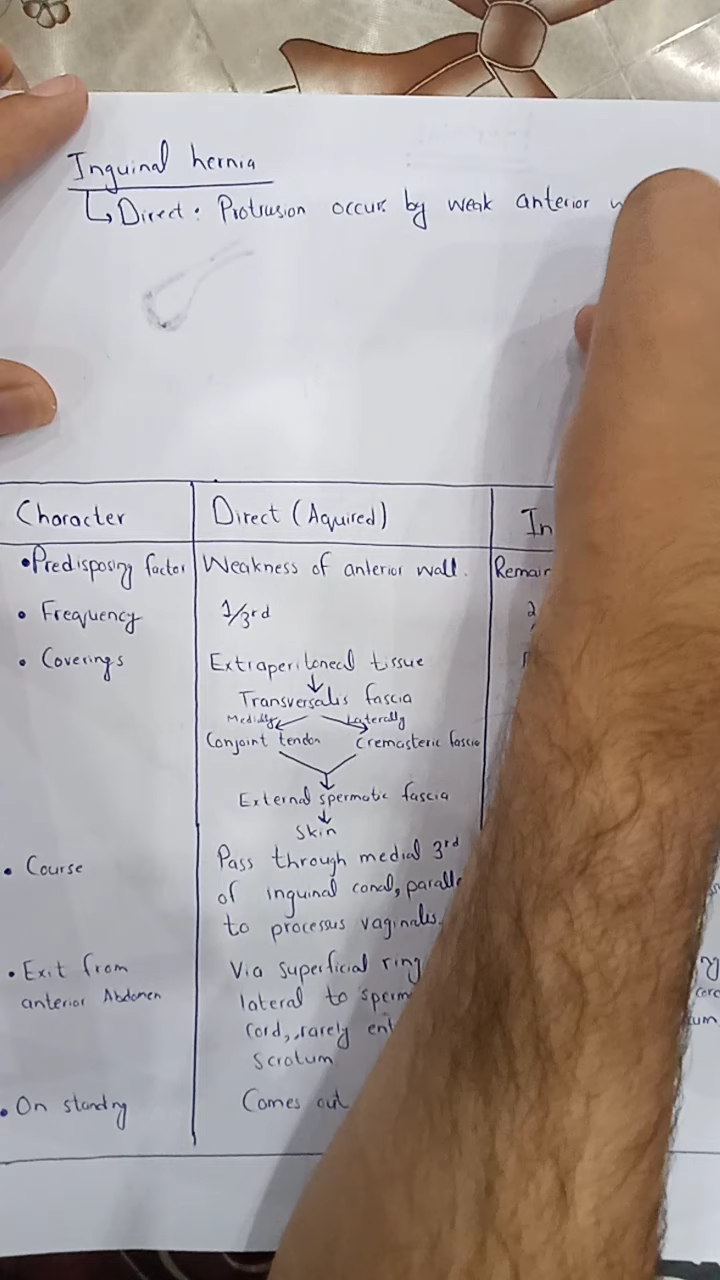 Inguinal hernia
↳ Direct: Protrusion occur by weak anterior
Character Direct (Aquired) In
• Predisposing factor Weakness of anterior wall. Remain
• Frequency 1/3rd 2
• Coverings Extraperitoneal tissue
↓
Transversalis fascia
Medially Laterally
Conjoint tendon Cremasteric fascia
↓
External spermatic fascia
↓
Skin
• Course Pass through medial 3rd
of inguinal canal, paralle
to processus vaginalis.
• Exit from Via superficial ring
anterior Abdomen lateral to sperm
Cord, rarely ent
Scrotum
• On standing Comes out